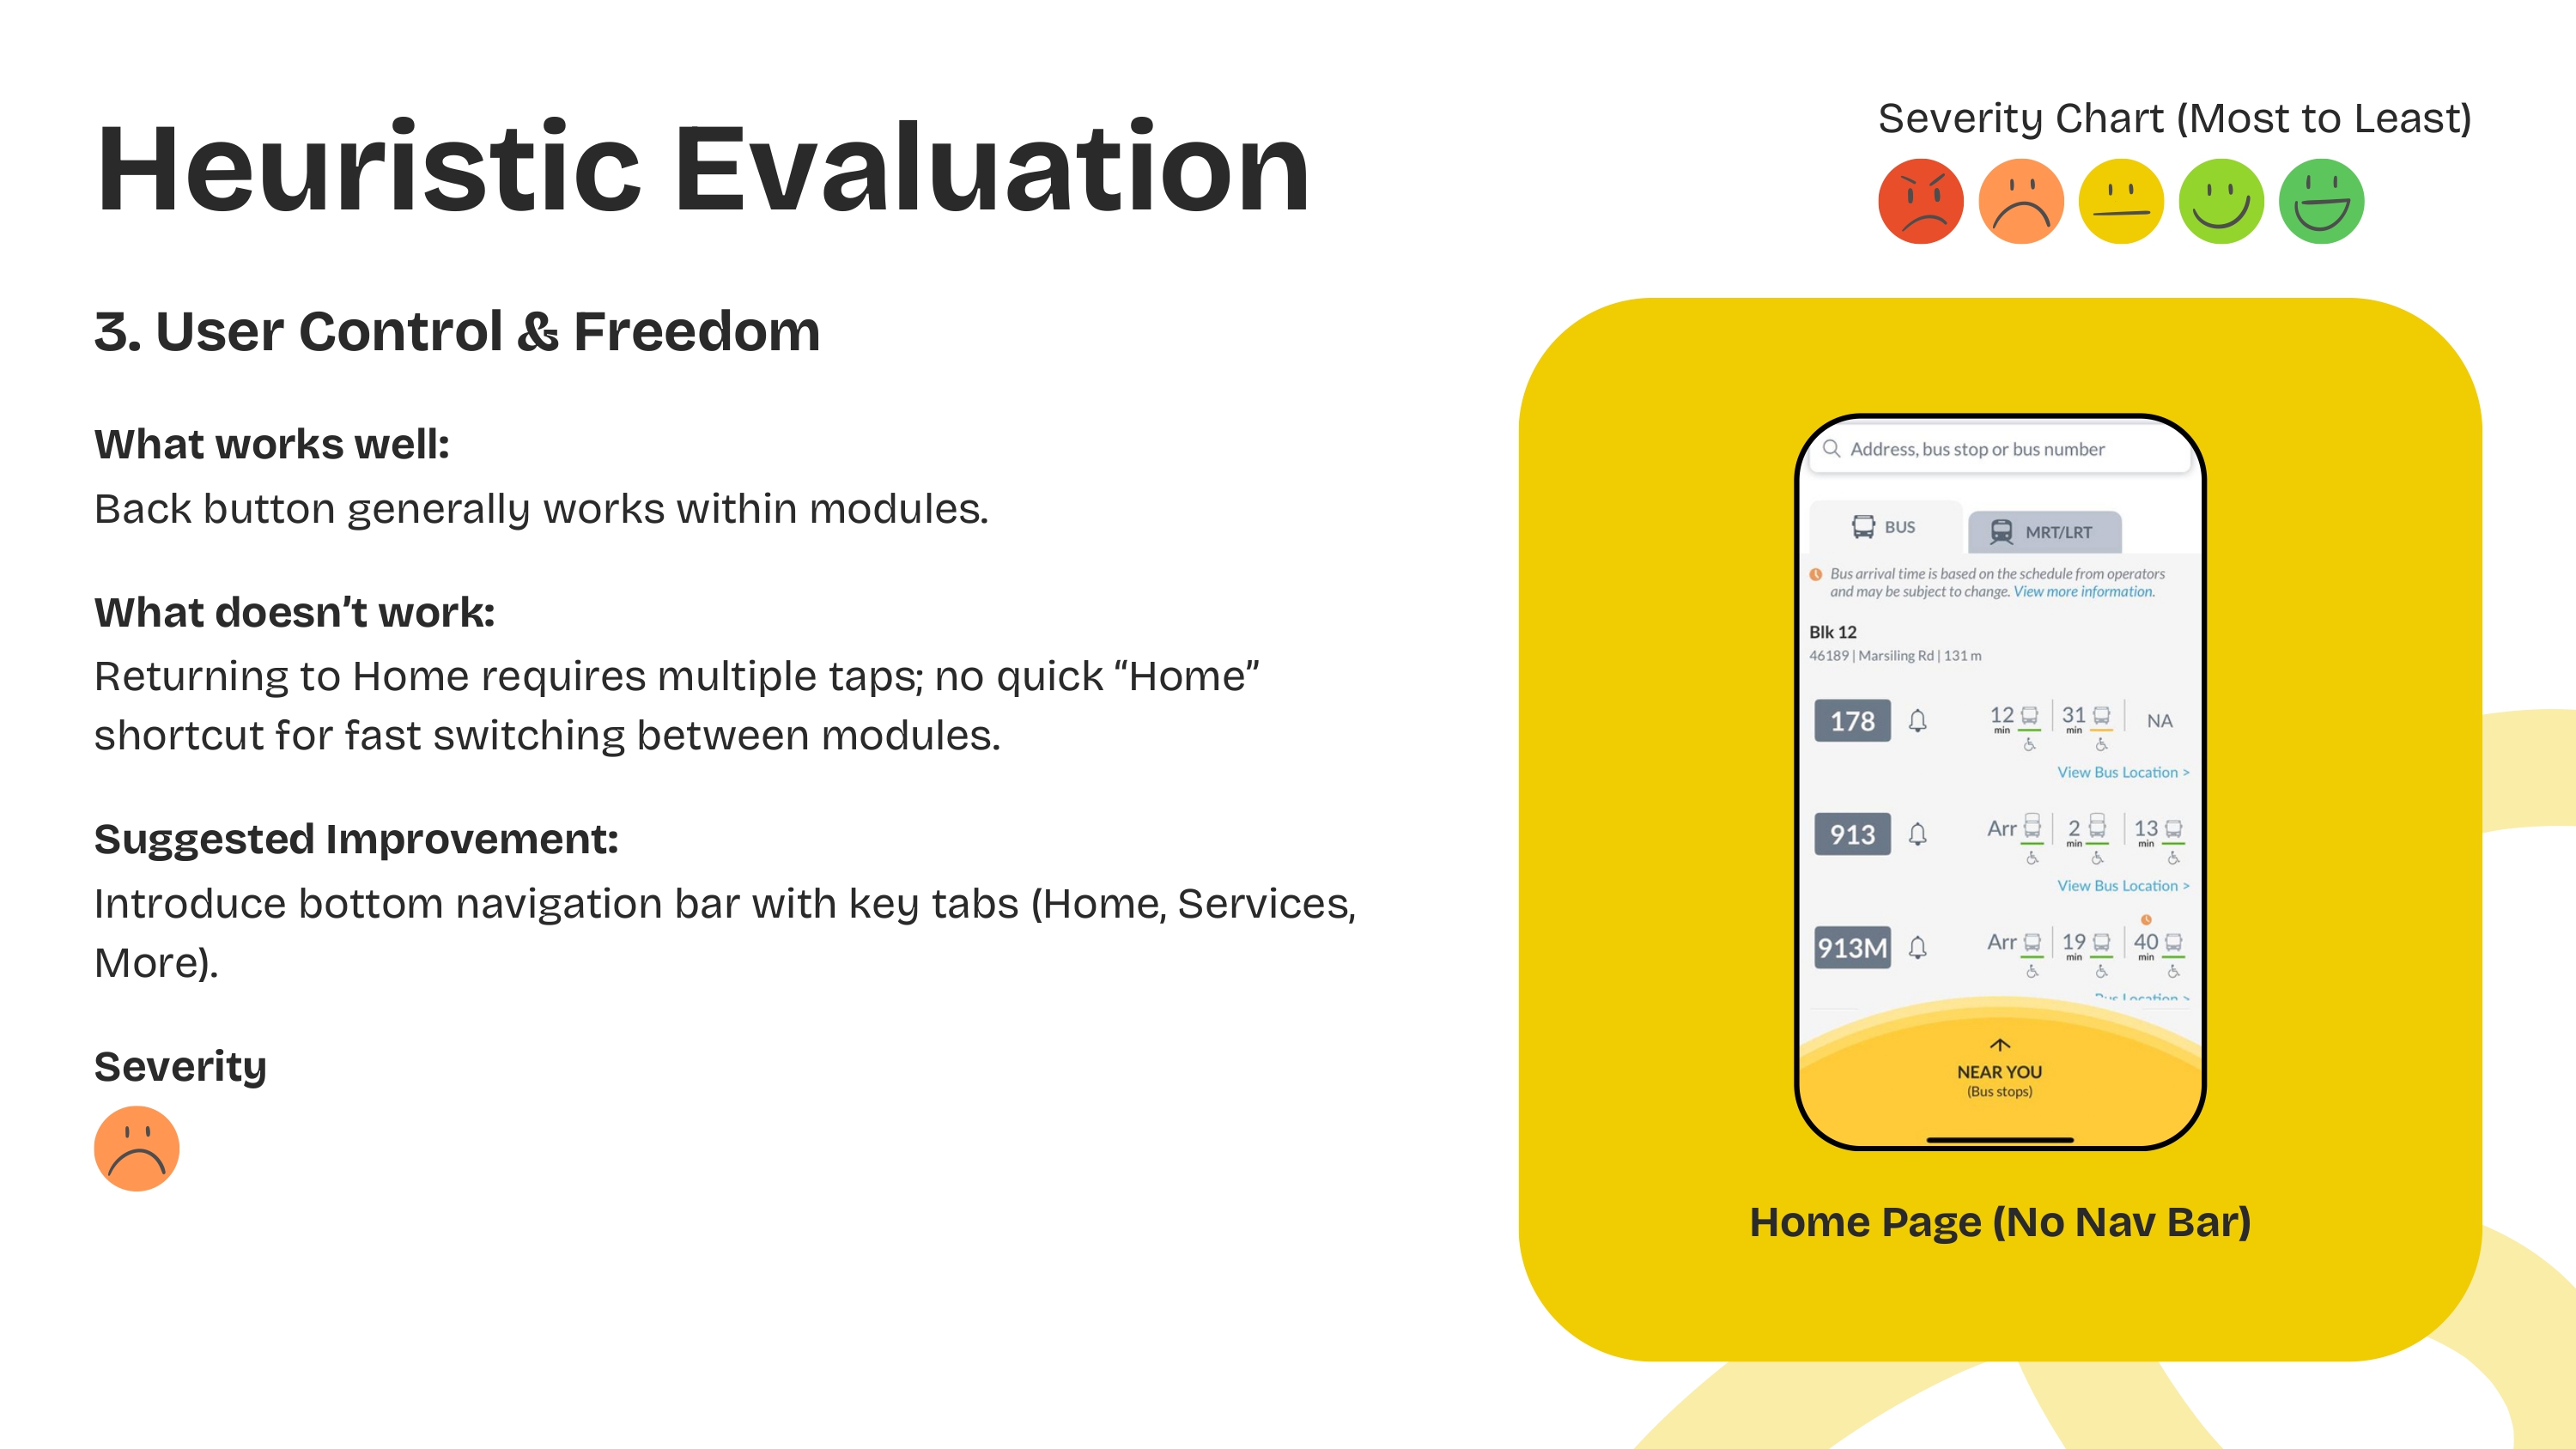 Heuristic Evaluation
Severity Chart (Most to Least)
3. User Control & Freedom
What works well:
Back button generally works within modules.
What doesn’t work:
Returning to Home requires multiple taps; no quick “Home”
shortcut for fast switching between modules.
Suggested Improvement:
Introduce bottom navigation bar with key tabs (Home, Services,
More).
Severity
Address, bus stop or bus number
BUS
MRT/LRT
Bus arrival time is based on the schedule from operators
and may be subject to change. View more information.
Blk 12
46189 | Marsiling Rd | 131 m
178 12 min 31 min NA
View Bus Location >
913 Arr 2 min 13 min
View Bus Location >
913M Arr 19 min 40 min
Bus Location >
NEAR YOU
(Bus stops)
Home Page (No Nav Bar)